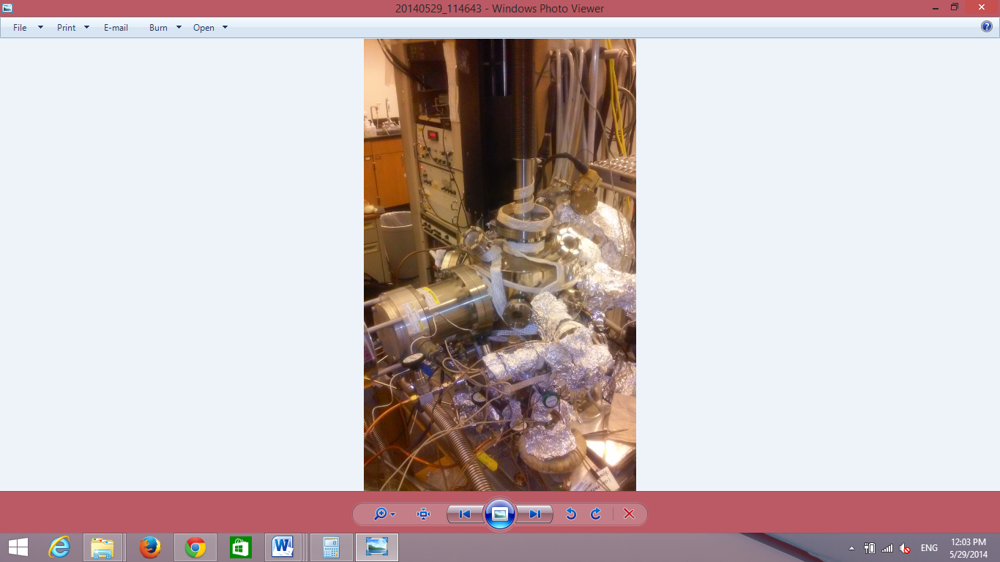 20140529_114643 - Windows Photo Viewer
File Print E-mail Burn Open
ENG
12:03 PM
5/29/2014